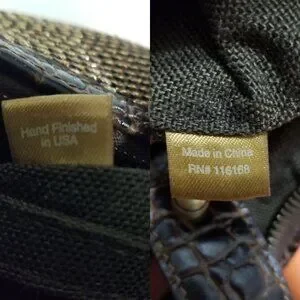 Hand Finished
in USA
Made in China
RN# 116168